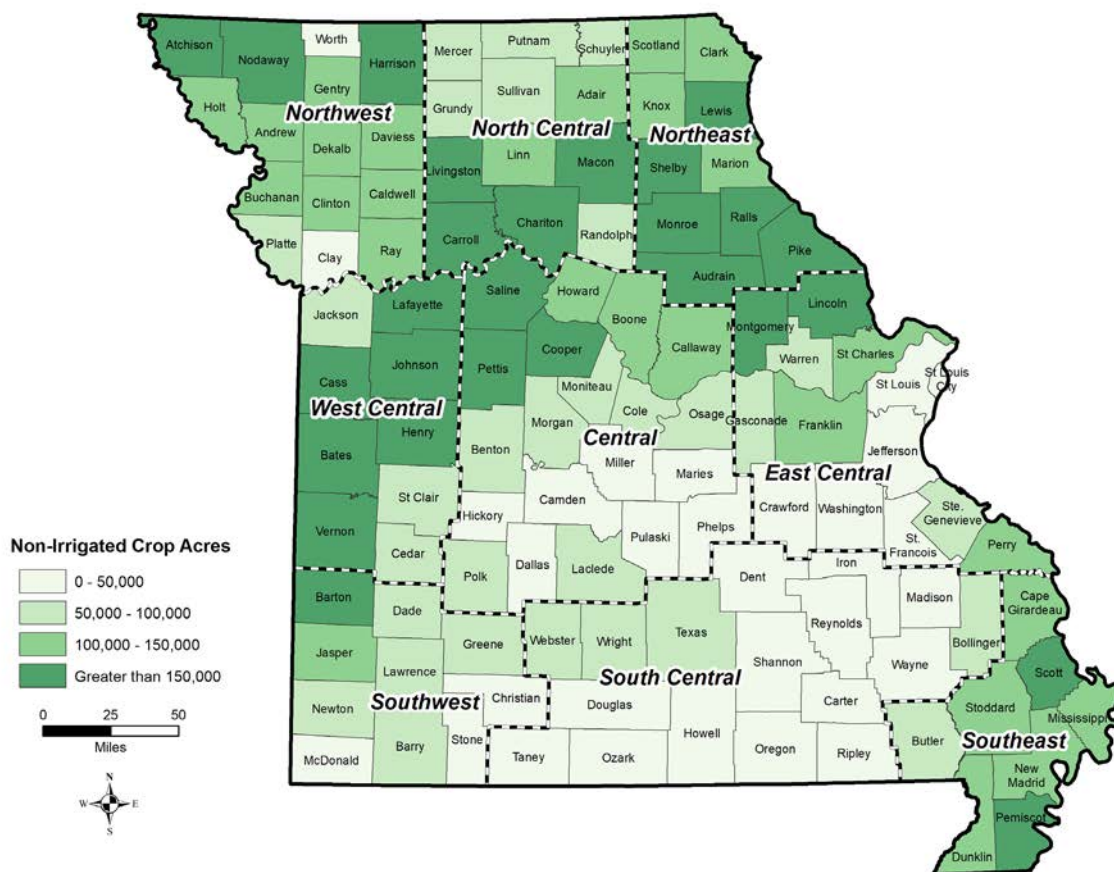 Atchison
Nodaway
Worth
Harrison
Mercer
Putnam
Schuyler
Scotland
Clark
Holt
Gentry
Northwest
Andrew
Dekalb
Daviess
Grundy
Sullivan
Adair
North Central
Knox
Lewis
Northeast
Linn
Livingston
Macon
Shelby
Marion
Buchanan
Clinton
Caldwell
Platte
Clay
Ray
Carroll
Chariton
Randolph
Monroe
Ralls
Pike
Audrain
Jackson
Lafayette
Saline
Howard
Boone
Callaway
Montgomery
Lincoln
Warren
St Charles
St Louis
St Louis
City
Cass
Johnson
Pettis
Cooper
Moniteau
West Central
Henry
Morgan
Cole
Osage
Gasconade
Franklin
Central
Jefferson
Bates
Benton
Miller
Maries
East Central
St Clair
Camden
Hickory
Crawford
Washington
Ste.
Genevieve
St.
Francois
Perry
Vernon
Cedar
Polk
Dallas
Laclede
Pulaski
Phelps
Dent
Iron
Madison
Cape
Girardeau
Bollinger
Barton
Dade
Greene
Webster
Wright
Texas
Reynolds
Wayne
Scott
Jasper
Lawrence
Shannon
South Central
Carter
Stoddard
Mississippi
Newton
Southwest
Christian
Douglas
Howell
Butler
Southeast
McDonald
Barry
Stone
Taney
Ozark
Oregon
Ripley
New
Madrid
Pemiscot
Dunklin
Non-Irrigated Crop Acres
0 - 50,000
50,000 - 100,000
100,000 - 150,000
Greater than 150,000
0 25 50
Miles
N
W E
S